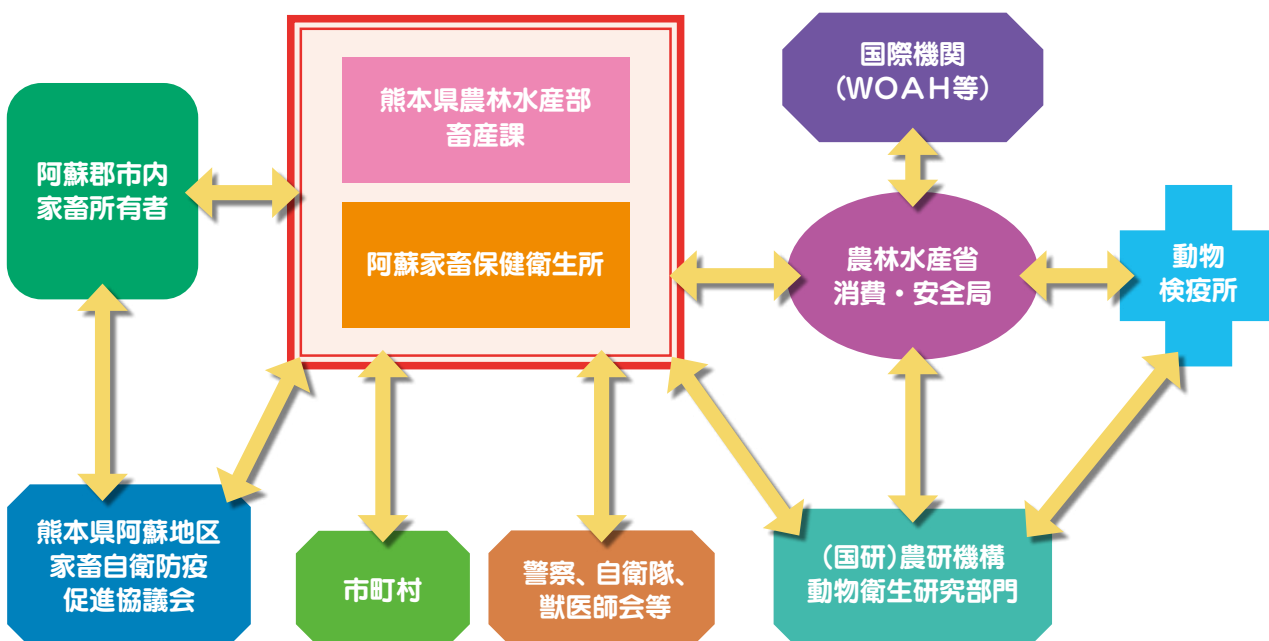 熊本県農林水産部
畜産課
阿蘇家畜保健衛生所
国際機関
（WOAH等）
阿蘇郡市内
家畜所有者
農林水産省
消費・安全局
動物
検疫所
熊本県阿蘇地区
家畜自衛防疫
促進協議会
市町村
警察、自衛隊、
獣医師会等
（国研）農研機構
動物衛生研究部門